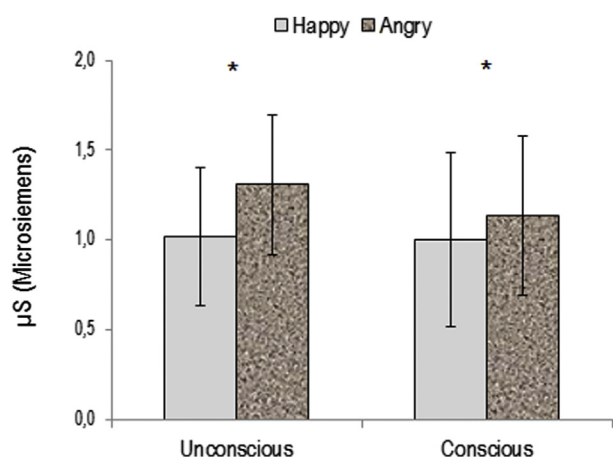 Happy Angry
2,0
*
*
1,5
1,0
0,5
0,0
µS (Microsiemens)
Unconscious Conscious